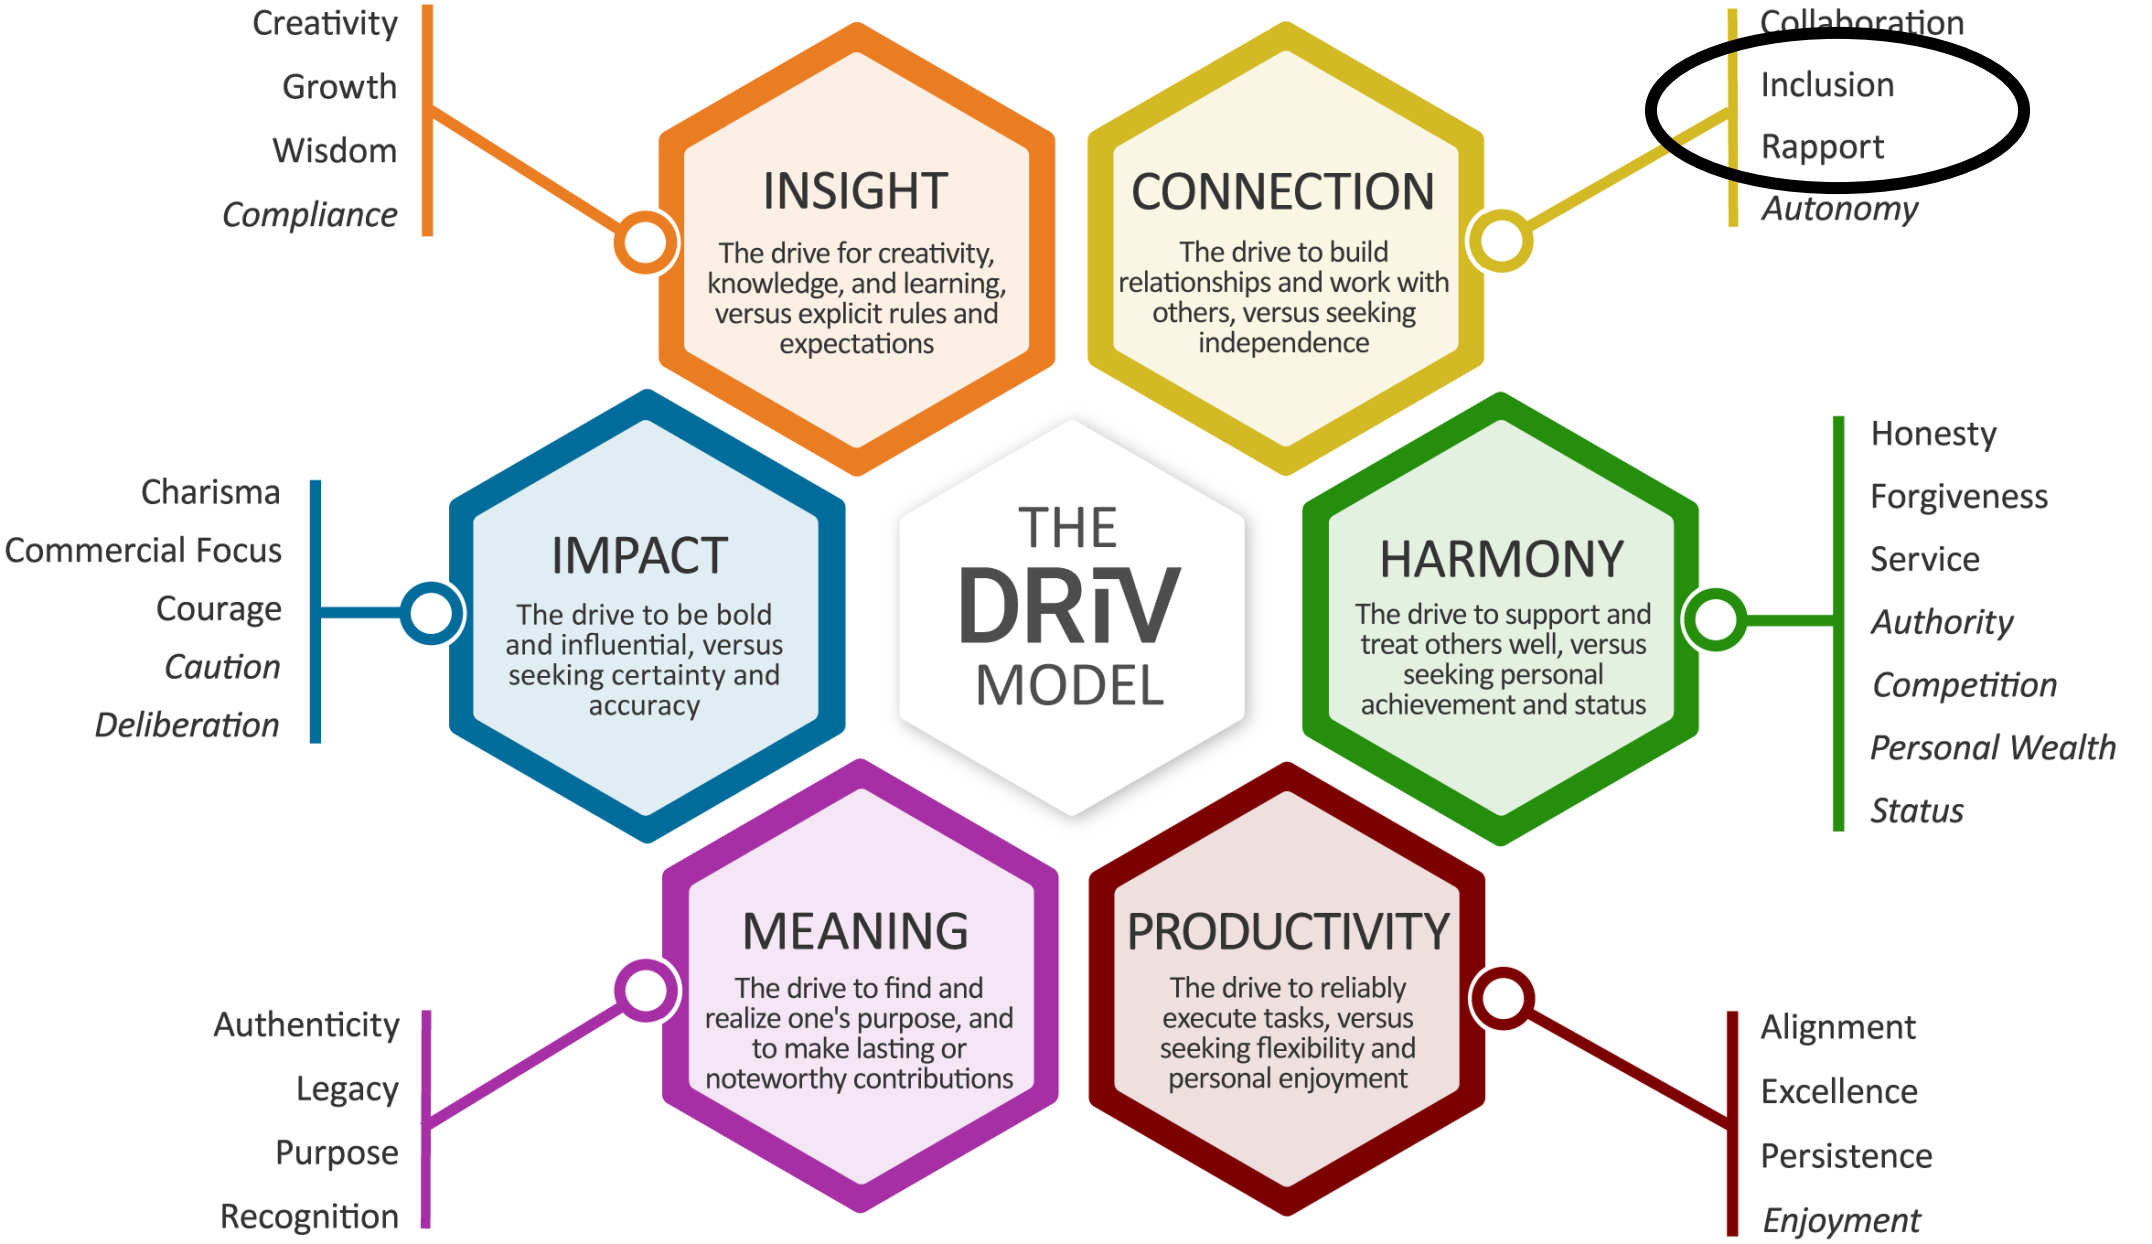 Creativity
Growth
Wisdom
Compliance
INSIGHT
The drive for creativity,
knowledge, and learning,
versus explicit rules and
expectations
CONNECTION
The drive to build
relationships and work with
others, versus seeking
independence
Collaboration
Inclusion
Rapport
Autonomy
Charisma
Commercial Focus
Courage
Caution
Deliberation
IMPACT
The drive to be bold
and influential, versus
seeking certainty and
accuracy
THE
DRiV
MODEL
HARMONY
The drive to support and
treat others well, versus
seeking personal
achievement and status
Honesty
Forgiveness
Service
Authority
Competition
Personal Wealth
Status
Authenticity
Legacy
Purpose
Recognition
MEANING
The drive to find and
realize one's purpose, and
to make lasting or
noteworthy contributions
PRODUCTIVITY
The drive to reliably
execute tasks, versus
seeking flexibility and
personal enjoyment
Alignment
Excellence
Persistence
Enjoyment